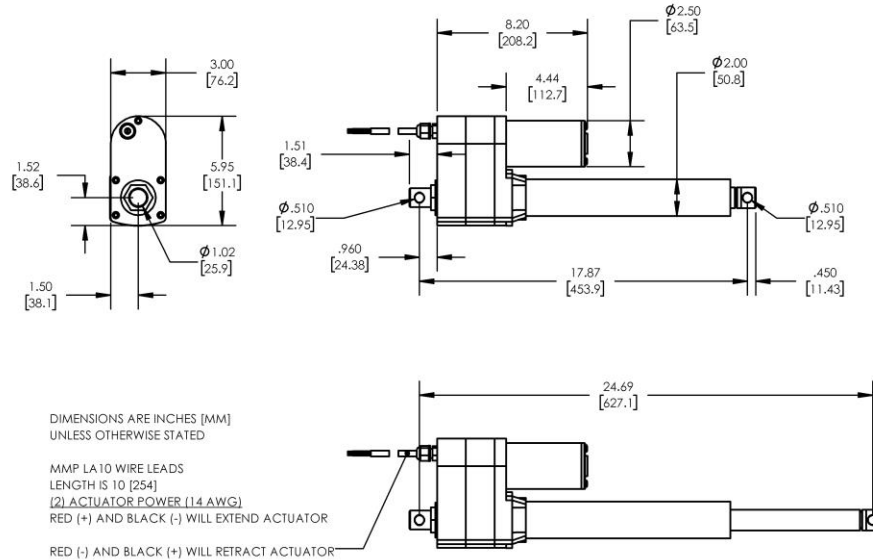 3.00
[76.2]
1.52
[38.6]
5.95
[151.1]
Ø1.02
[25.9]
1.50
[38.1]
8.20
[208.2]
Ø2.50
[63.5]
4.44
[112.7]
Ø2.00
[50.8]
1.51
[38.4]
Ø.510
[12.95]
Ø.510
[12.95]
.960
[24.38]
17.87
[453.9]
.450
[11.43]
24.69
[627.1]
DIMENSIONS ARE INCHES [MM]
UNLESS OTHERWISE STATED
MMP LA10 WIRE LEADS
LENGTH IS 10 [254]
(2) ACTUATOR POWER (14 AWG)
RED (+) AND BLACK (-) WILL EXTEND ACTUATOR
RED (-) AND BLACK (+) WILL RETRACT ACTUATOR